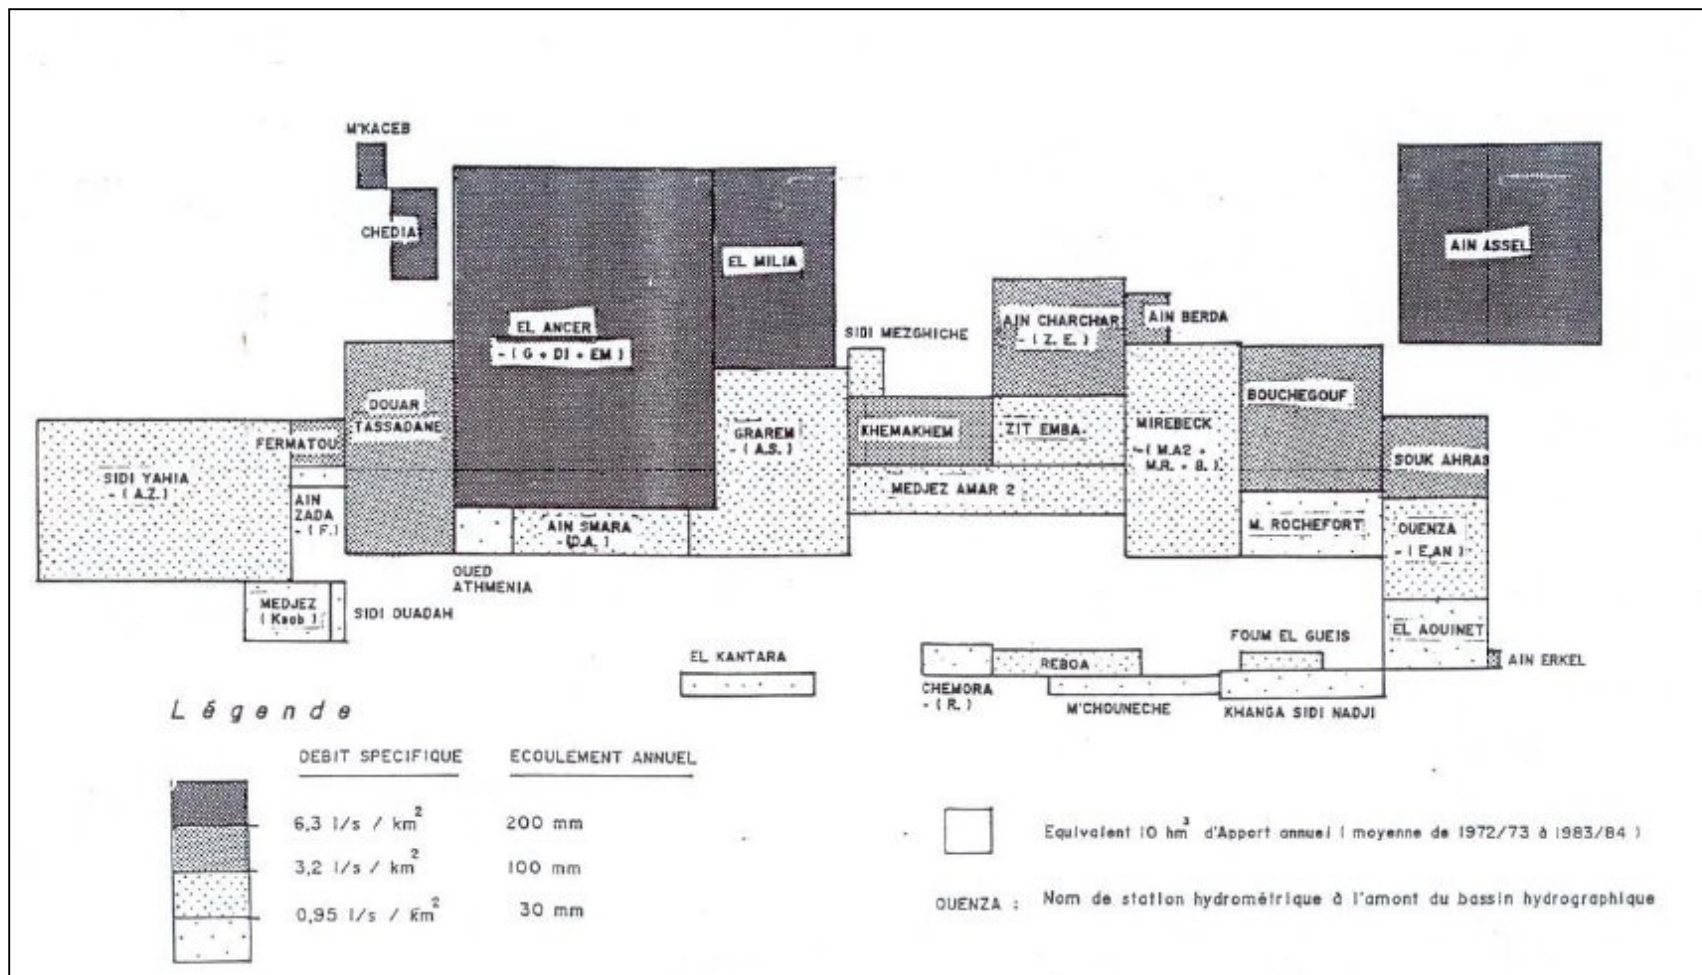 M'KACEB
CHEDIA
EL ANCER
- ( G + DI + EM )
EL MILIA
AIN ASSEL
SIDI MEZGHICHE
AIN CHARCHAR
- ( Z. E. )
AIN BERDA
DOUAR
TASSADANE
FERMATOU
SIDI YAHIA
- ( A.Z.)
AIN
ZADA
- ( F.)
GRAREM
- ( A.S.)
KHEMAKHEM
ZIT EMBA
MEDJEZ AMAR 2
MIREBECK
- ( M.A2 +
M.R. + B. )
BOUCHEGOUF
SOUK AHRAS
M. ROCHEFORT
OUENZA
- ( E,AN )
AIN SMARA
- (O.A. )
OUED
ATHMENIA
MEDJEZ
( Ksob )
SIDI OUADAH
EL AOUINET
AIN ERKEL
EL KANTARA
CHEMORA
- ( R. )
REBOA
M'CHOUNECHE
FOUM EL GUEIS
KHANGA SIDI NADJI
Légende
DEBIT SPECIFIQUE ECOULEMENT ANNUEL
6,3 l/s / km² 200 mm
3,2 l/s / km² 100 mm
0,95 l/s / km² 30 mm
Equivalent 10 hm³ d'Apport annuel ( moyenne de 1972/73 à 1983/84 )
OUENZA : Nom de station hydrométrique à l'amont du bassin hydrographique